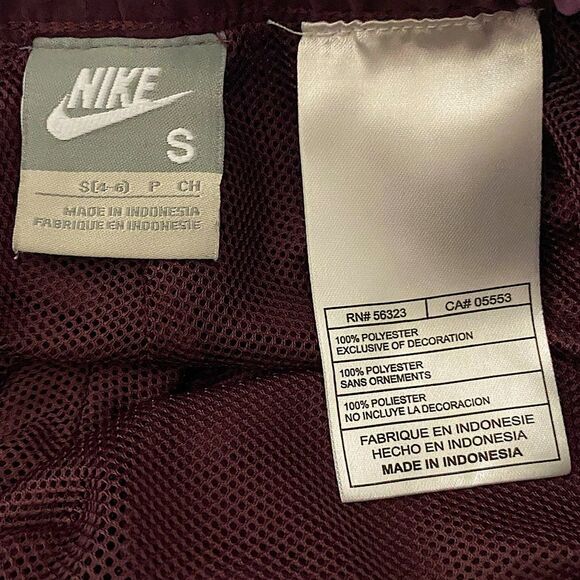 NIKE
S
S(4-6) P CH
MADE IN INDONESIA
FABRIQUE EN INDONESIE
RN# 56323 CA# 05553
100% POLYESTER
EXCLUSIVE OF DECORATION
100% POLYESTER
SANS ORNEMENTS
100% POLIESTER
NO INCLUYE LA DECORACION
FABRIQUE EN INDONESIE
HECHO EN INDONESIA
MADE IN INDONESIA